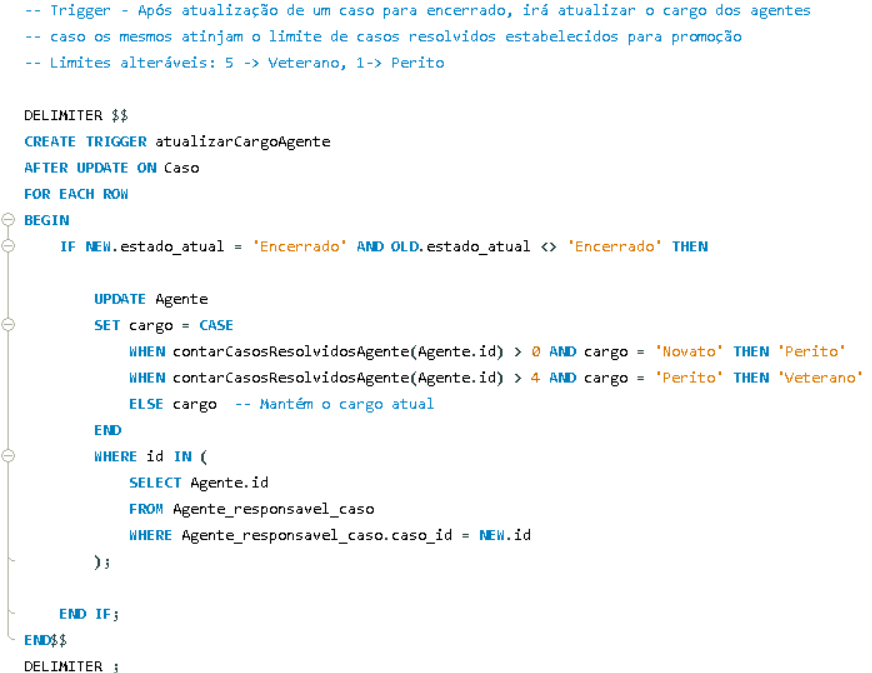 -- Trigger - Após atualização de um caso para encerrado, irá atualizar o cargo dos agentes
-- caso os mesmos atinjam o limite de casos resolvidos estabelecidos para promoção
-- Limites alteráveis: 5 -> Veterano, 1-> Perito
DELIMITER $$
CREATE TRIGGER atualizarCargoAgente
AFTER UPDATE ON Caso
FOR EACH ROW
BEGIN
IF NEW.estado_atual = 'Encerrado' AND OLD.estado_atual <> 'Encerrado' THEN
UPDATE Agente
SET cargo = CASE
WHEN contarCasosResolvidosAgente(Agente.id) > 0 AND cargo = 'Novato' THEN 'Perito'
WHEN contarCasosResolvidosAgente(Agente.id) > 4 AND cargo = 'Perito' THEN 'Veterano'
ELSE cargo -- Mantém o cargo atual
END
WHERE id IN (
SELECT Agente.id
FROM Agente_responsavel_caso
WHERE Agente_responsavel_caso.caso_id = NEW.id
);
END IF;
END$$
DELIMITER ;